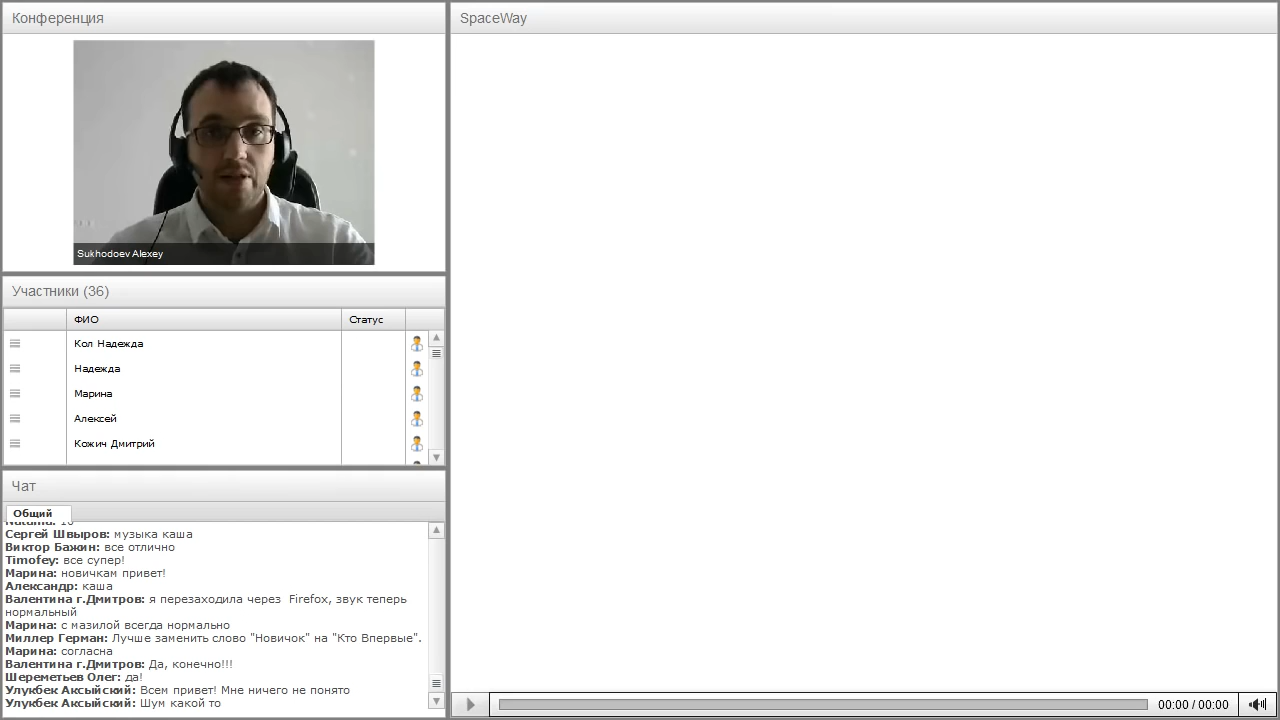 Конференция
SpaceWay
Sukhodoev Alexey
Участники (36)
ФИО
Статус
Кол Надежда
Надежда
Марина
Алексей
Кожич Дмитрий
Чат
Общий
Сергей Швыров: музыка каша
Виктор Бажин: все отлично
Timofey: все супер!
Марина: новичкам привет!
Александр: каша
Валентина г.Дмитров: я перезаходила через Firefox, звук теперь
нормальный
Марина: с мазилой всегда нормально
Миллер Герман: Лучше заменить слово "Новичок" на "Кто Впервые".
Марина: согласна
Валентина г.Дмитров: Да, конечно!!!
Шереметьев Олег: да!
Улукбек Аксыйский: Всем привет! Мне ничего не понято
Улукбек Аксыйский: Шум какой то
00:00 / 00:00